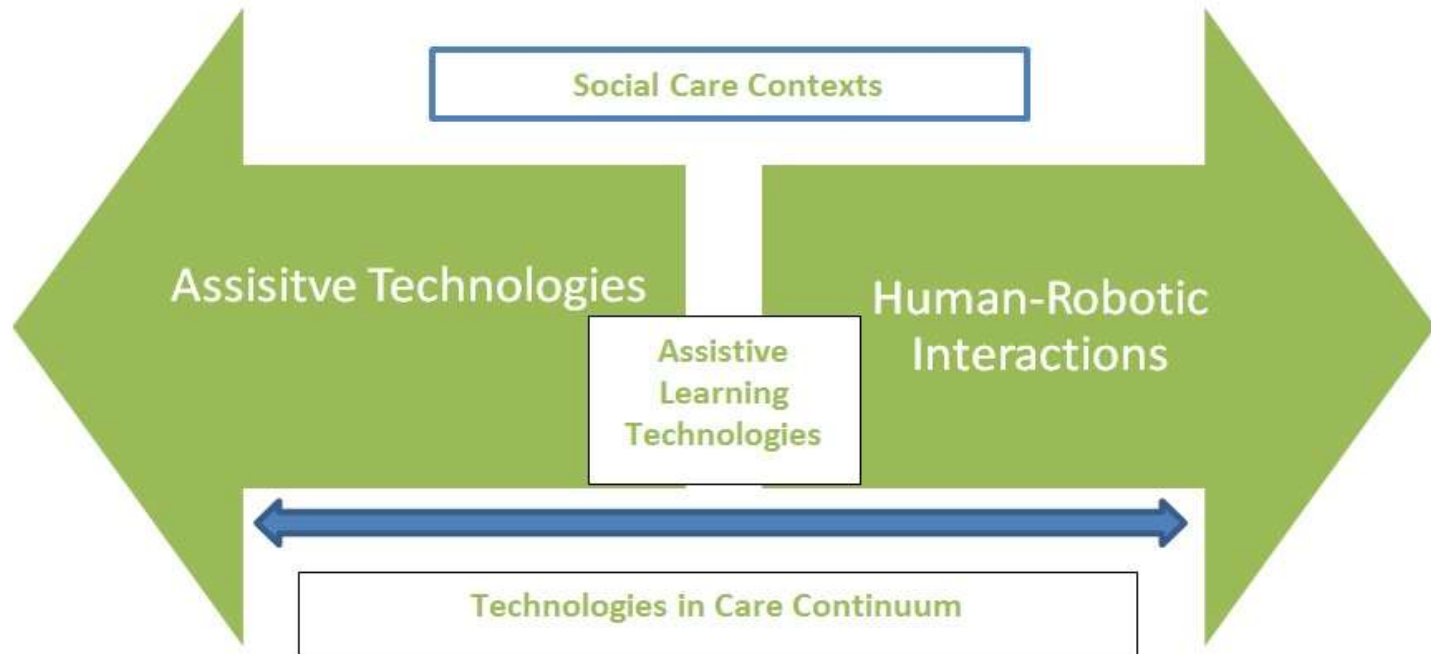 Social Care Contexts
Assisitve Technologies
Human-Robotic
Interactions
Assistive
Learning
Technologies
Technologies in Care Continuum